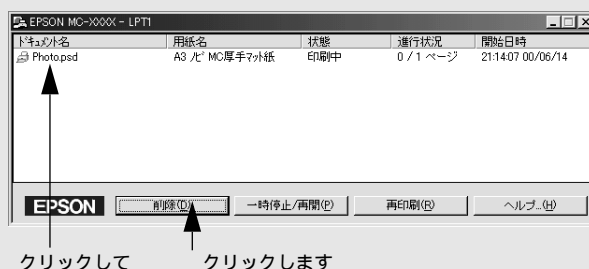 EPSON MC-XXXX - LPT1
ドキュメント名 用紙名 状態 進行状況 開始日時
Photo.psd A3 ノビ MC厚手マット紙 印刷中 0 / 1 ページ 21:14:07 00/06/14
EPSON 削除(D) 一時停止/再開(P) 再印刷(R) ヘルプ...(H)
クリックして クリックします